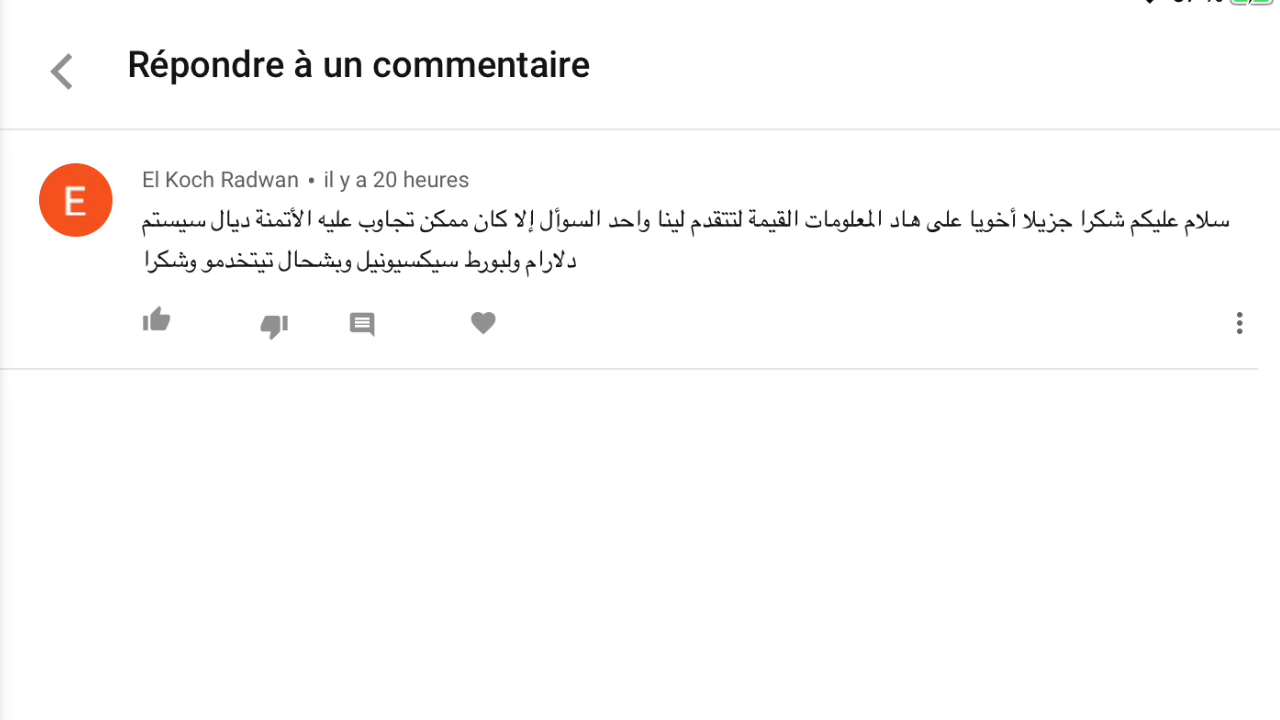 Répondre à un commentaire
E
El Koch Radwan • il y a 20 heures
سلام عليكم شكرا جزيلا أخويا على هاد المعلومات القيمة لتتقدم لينا واحد السوأل إلا كان ممكن تجاوب عليه الأتمنة ديال سيستم
دلارام ولبورط سيكسيونيل وبشحال تيتخدمو وشكرا